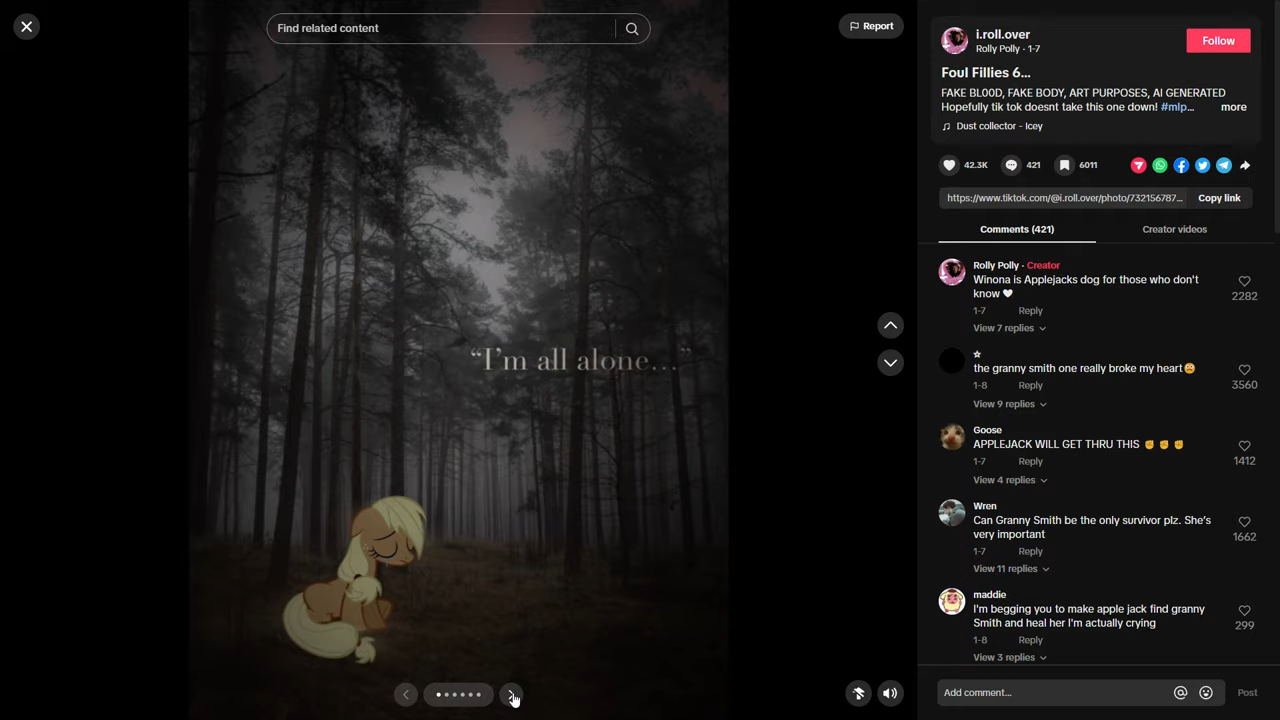 Find related content
Report
"I'm all alone..."
i.roll.over
Rolly Polly · 1-7
Follow
Foul Fillies 6...
FAKE BL00D, FAKE BODY, ART PURPOSES, AI GENERATED
Hopefully tik tok doesnt take this one down! #mlp... more
Dust collector - Icey
42.3K 421 6011
https://www.tiktok.com/@i.roll.over/photo/732156787... Copy link
Comments (421) Creator videos
Rolly Polly · Creator
Winona is Applejacks dog for those who don't
know 🤍
2282
1-7 Reply
View 7 replies
☆
the granny smith one really broke my heart😩
3560
1-8 Reply
View 9 replies
Goose
APPLEJACK WILL GET THRU THIS ✊✊✊
1412
1-7 Reply
View 4 replies
Wren
Can Granny Smith be the only survivor plz. She's
very important
1662
1-7 Reply
View 11 replies
maddie
I'm begging you to make apple jack find granny
Smith and heal her I'm actually crying
299
1-8 Reply
View 3 replies
Add comment... Post